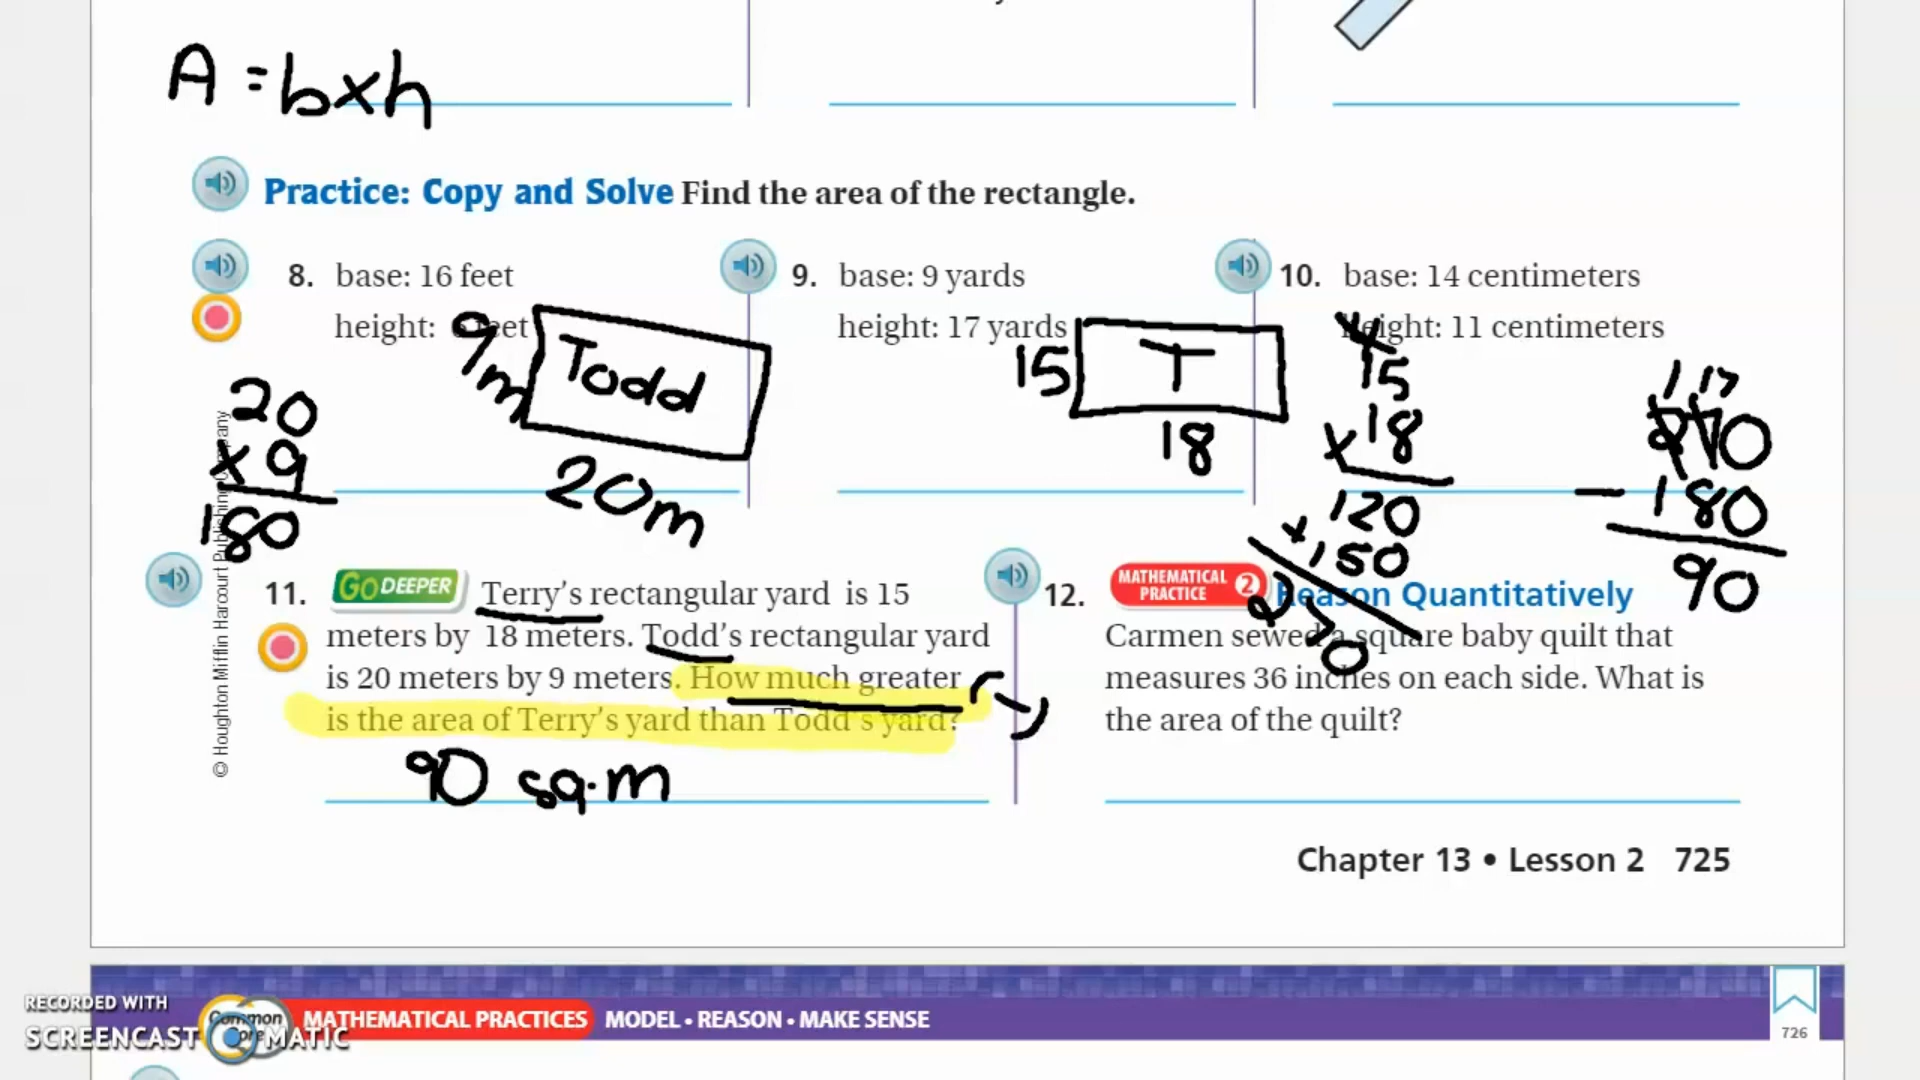 A = bxh
Practice: Copy and Solve Find the area of the rectangle.
8. base: 16 feet
height: feet
9. base: 9 yards
height: 17 yards
10. base: 14 centimeters
height: 11 centimeters
9m
Todd
20m
20
x 9
180
15
T
18
15
x 18
120
+150
270
1 17
270
- 180
90
11. GO DEEPER Terry's rectangular yard is 15
meters by 18 meters. Todd's rectangular yard
is 20 meters by 9 meters. How much greater
is the area of Terry's yard than Todd's yard?
90 sq.m
12. MATHEMATICAL PRACTICE 2 Reason Quantitatively
Carmen sewed a square baby quilt that
measures 36 inches on each side. What is
the area of the quilt?
© Houghton Mifflin Harcourt Publishing Company
Chapter 13 • Lesson 2 725
RECORDED WITH
SCREENCAST MATIC
Common Core
MATHEMATICAL PRACTICES MODEL • REASON • MAKE SENSE
726